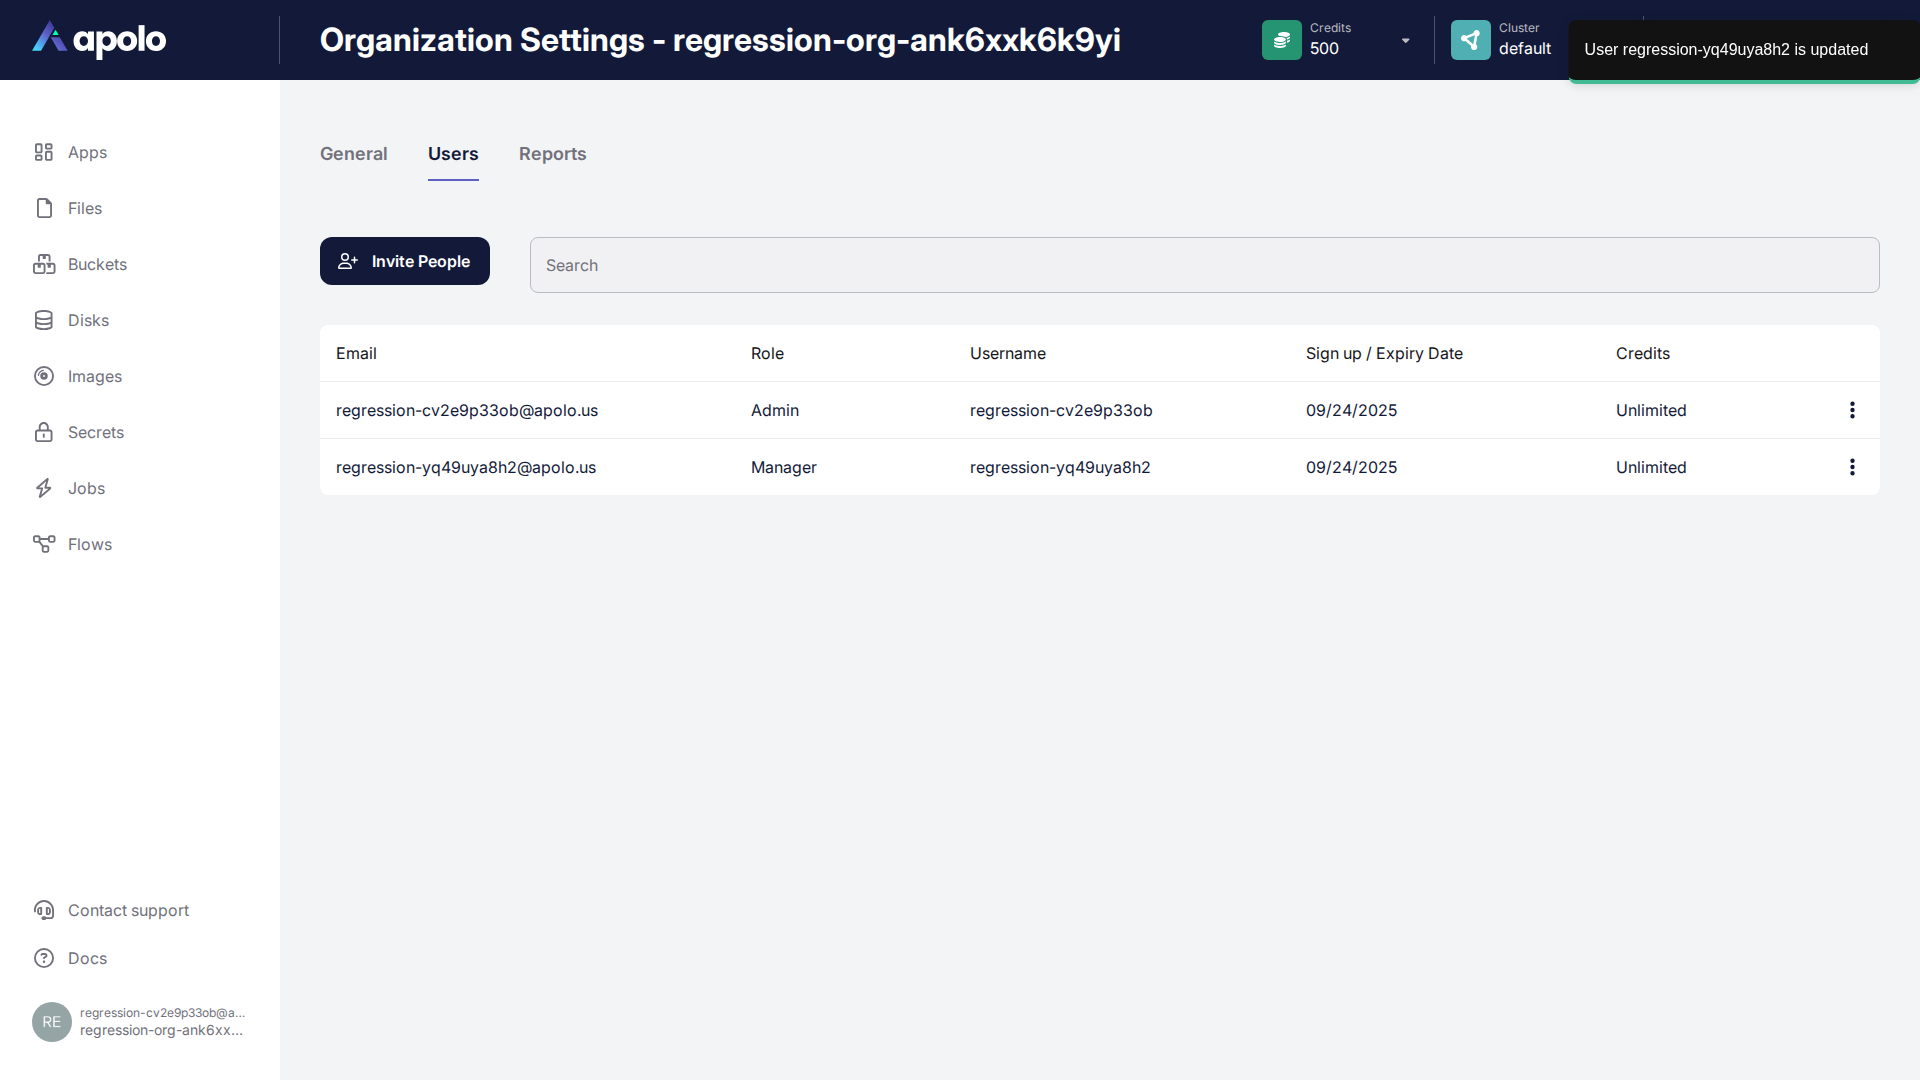 apolo
Organization Settings - regression-org-ank6xxk6k9yi
Credits
500
Cluster
default
User regression-yq49uya8h2 is updated
Apps
Files
Buckets
Disks
Images
Secrets
Jobs
Flows
General Users Reports
Invite People
Search
Email Role Username Sign up / Expiry Date Credits
regression-cv2e9p33ob@apolo.us Admin regression-cv2e9p33ob 09/24/2025 Unlimited
regression-yq49uya8h2@apolo.us Manager regression-yq49uya8h2 09/24/2025 Unlimited
Contact support
Docs
RE
regression-cv2e9p33ob@a...
regression-org-ank6xx...